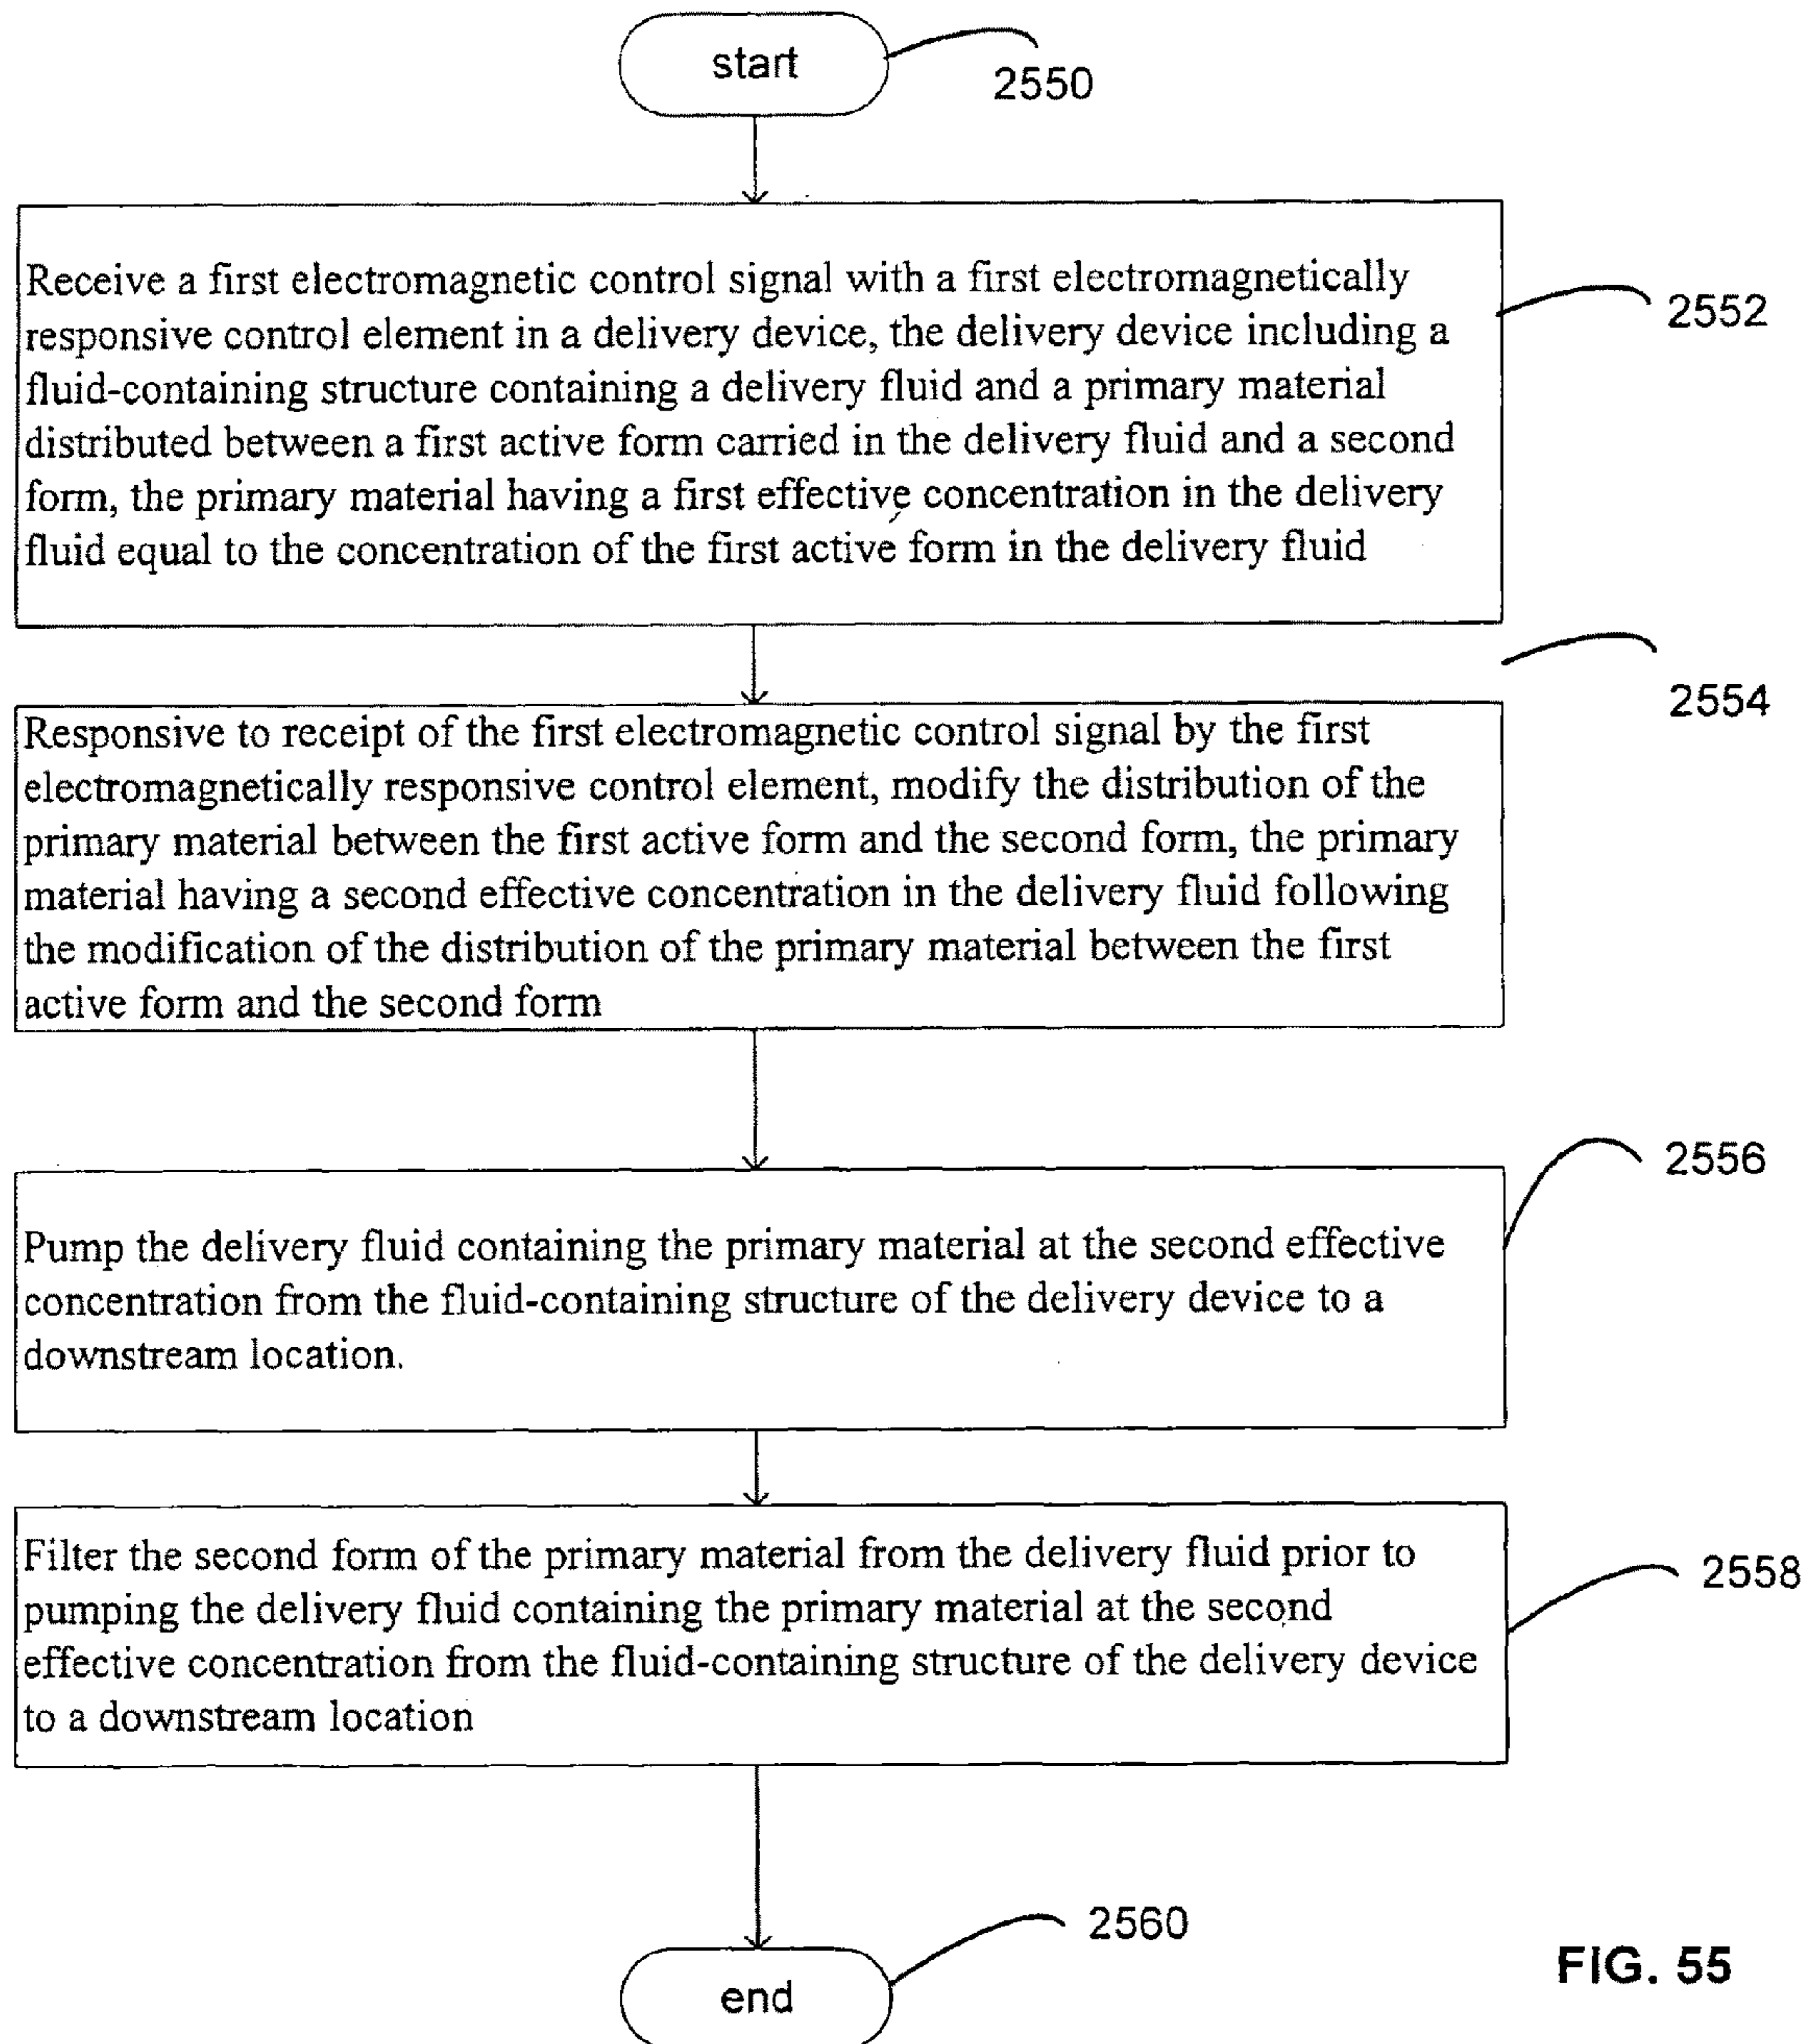 start
2550
Receive a first electromagnetic control signal with a first electromagnetically
responsive control element in a delivery device, the delivery device including a
fluid-containing structure containing a delivery fluid and a primary material
distributed between a first active form carried in the delivery fluid and a second
form, the primary material having a first effective concentration in the delivery
fluid equal to the concentration of the first active form in the delivery fluid
2552
2554
Responsive to receipt of the first electromagnetic control signal by the first
electromagnetically responsive control element, modify the distribution of the
primary material between the first active form and the second form, the primary
material having a second effective concentration in the delivery fluid following
the modification of the distribution of the primary material between the first
active form and the second form
2556
Pump the delivery fluid containing the primary material at the second effective
concentration from the fluid-containing structure of the delivery device to a
downstream location.
Filter the second form of the primary material from the delivery fluid prior to
pumping the delivery fluid containing the primary material at the second
effective concentration from the fluid-containing structure of the delivery device
to a downstream location
2558
2560
end
FIG. 55